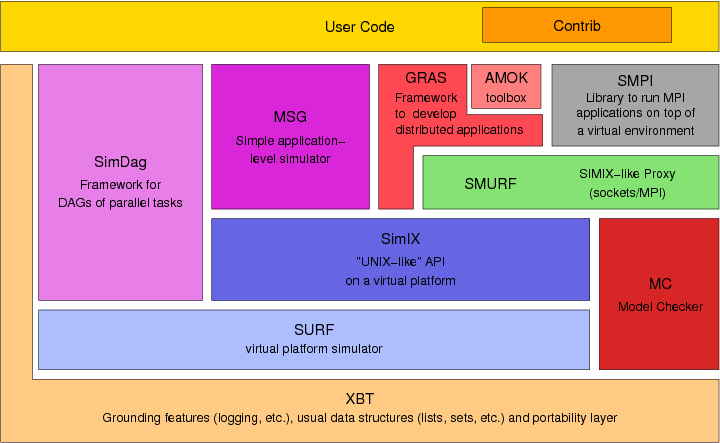 User Code
Contrib
SimDag
Framework for
DAGs of parallel tasks
MSG
Simple application-
level simulator
GRAS
Framework
to develop
distributed applications
AMOK
toolbox
SMPI
Library to run MPI
applications on top of
a virtual environment
SMURF
SIMIX-like Proxy
(sockets/MPI)
SimIX
"UNIX-like" API
on a virtual platform
MC
Model Checker
SURF
virtual platform simulator
XBT
Grounding features (logging, etc.), usual data structures (lists, sets, etc.) and portability layer